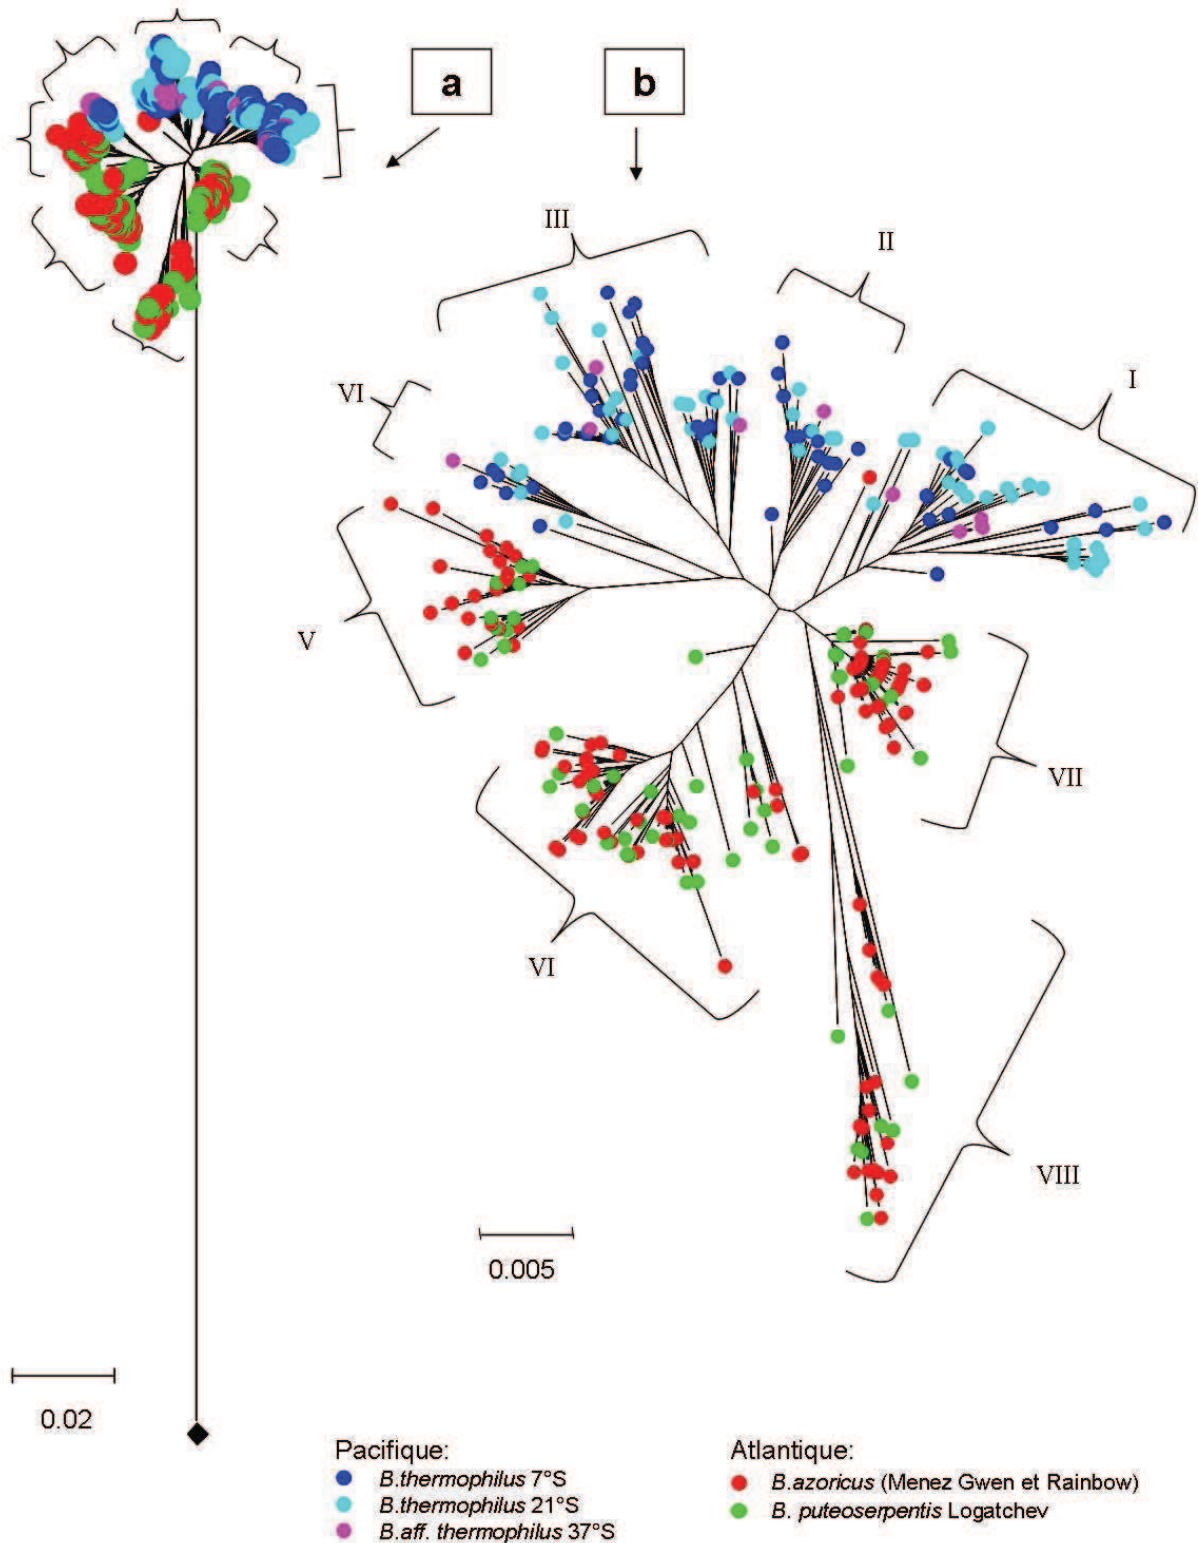 a
b
III
II
I
VI
V
VII
VI
VIII
0.005
0.02
Pacifique:
B.thermophilus 7°S
B.thermophilus 21°S
B.aff. thermophilus 37°S
Atlantique:
B.azoricus (Menez Gwen et Rainbow)
B. puteoserpentis Logatchev